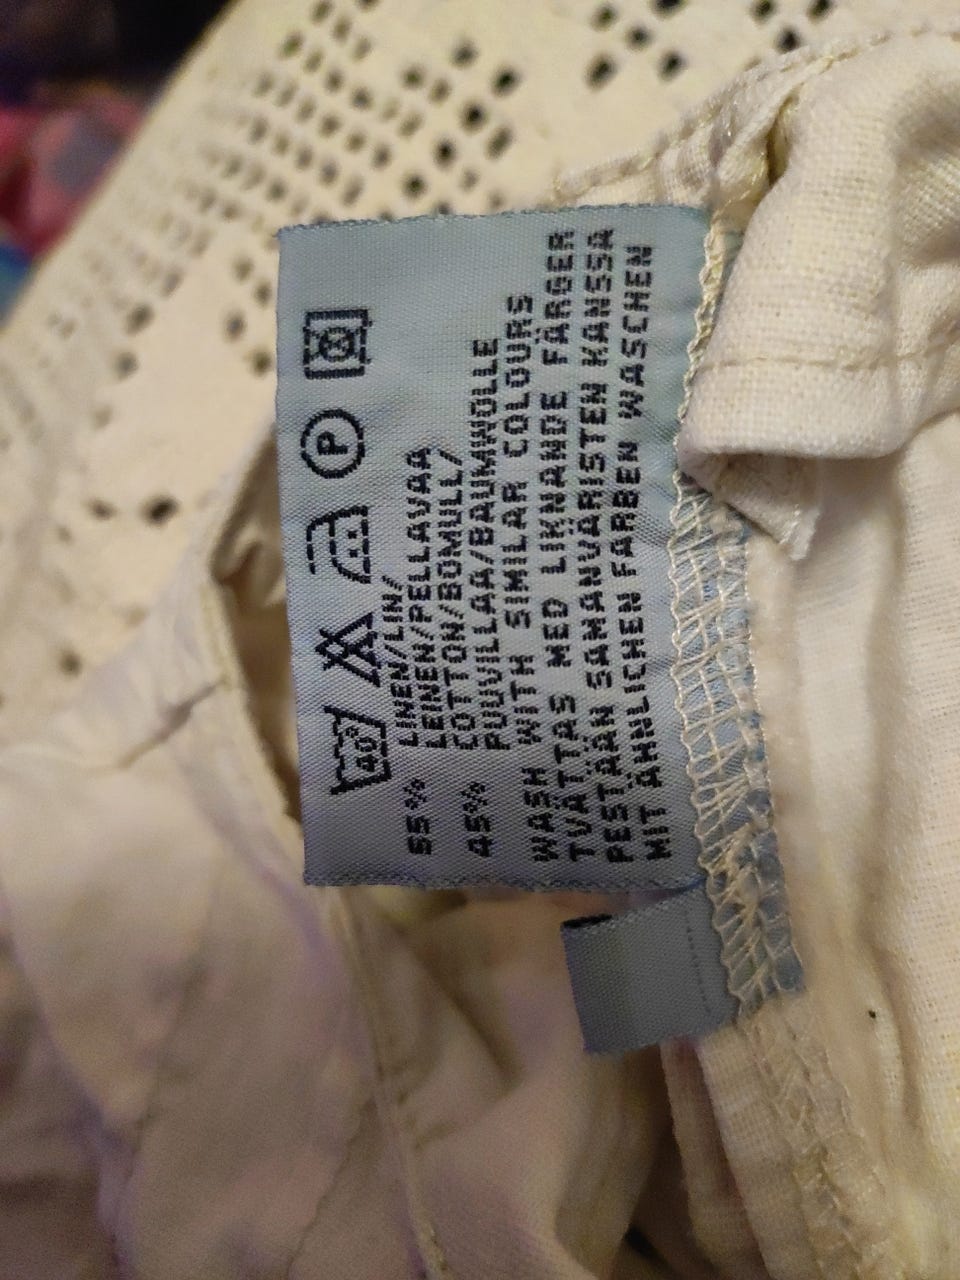 40°
P
55% LINEN/LIN/
LEINEN/PELLAVAA
45% COTTON/BOMULL/
PUUVILLAA/BAUMWOLLE
WASH WITH SIMILAR COLOURS
TVÄTTAS MED LIKNANDE FÄRGER
PESTÄÄN SAMANVÄRISTEN KANSSA
MIT ÄHNLICHEN FARBEN WASCHEN